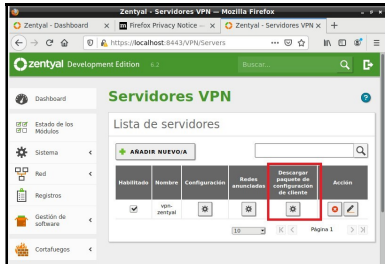 Zentyal - Servidores VPN — Mozilla Firefox
Zentyal - Dashboard
Firefox Privacy Notice —
Zentyal - Servidores VPN
https://localhost:8443/VPN/Servers
zentyal Development Edition 6.2
Buscar...
Dashboard
Estado de los Módulos
Sistema
Red
Registros
Gestión de software
Cortafuegos
Servidores VPN
Lista de servidores
AÑADIR NUEVO/A
Habilitado Nombre Configuración Redes anunciadas Descargar paquete de configuración de cliente Acción
vpn-zentyal
10 Página 1